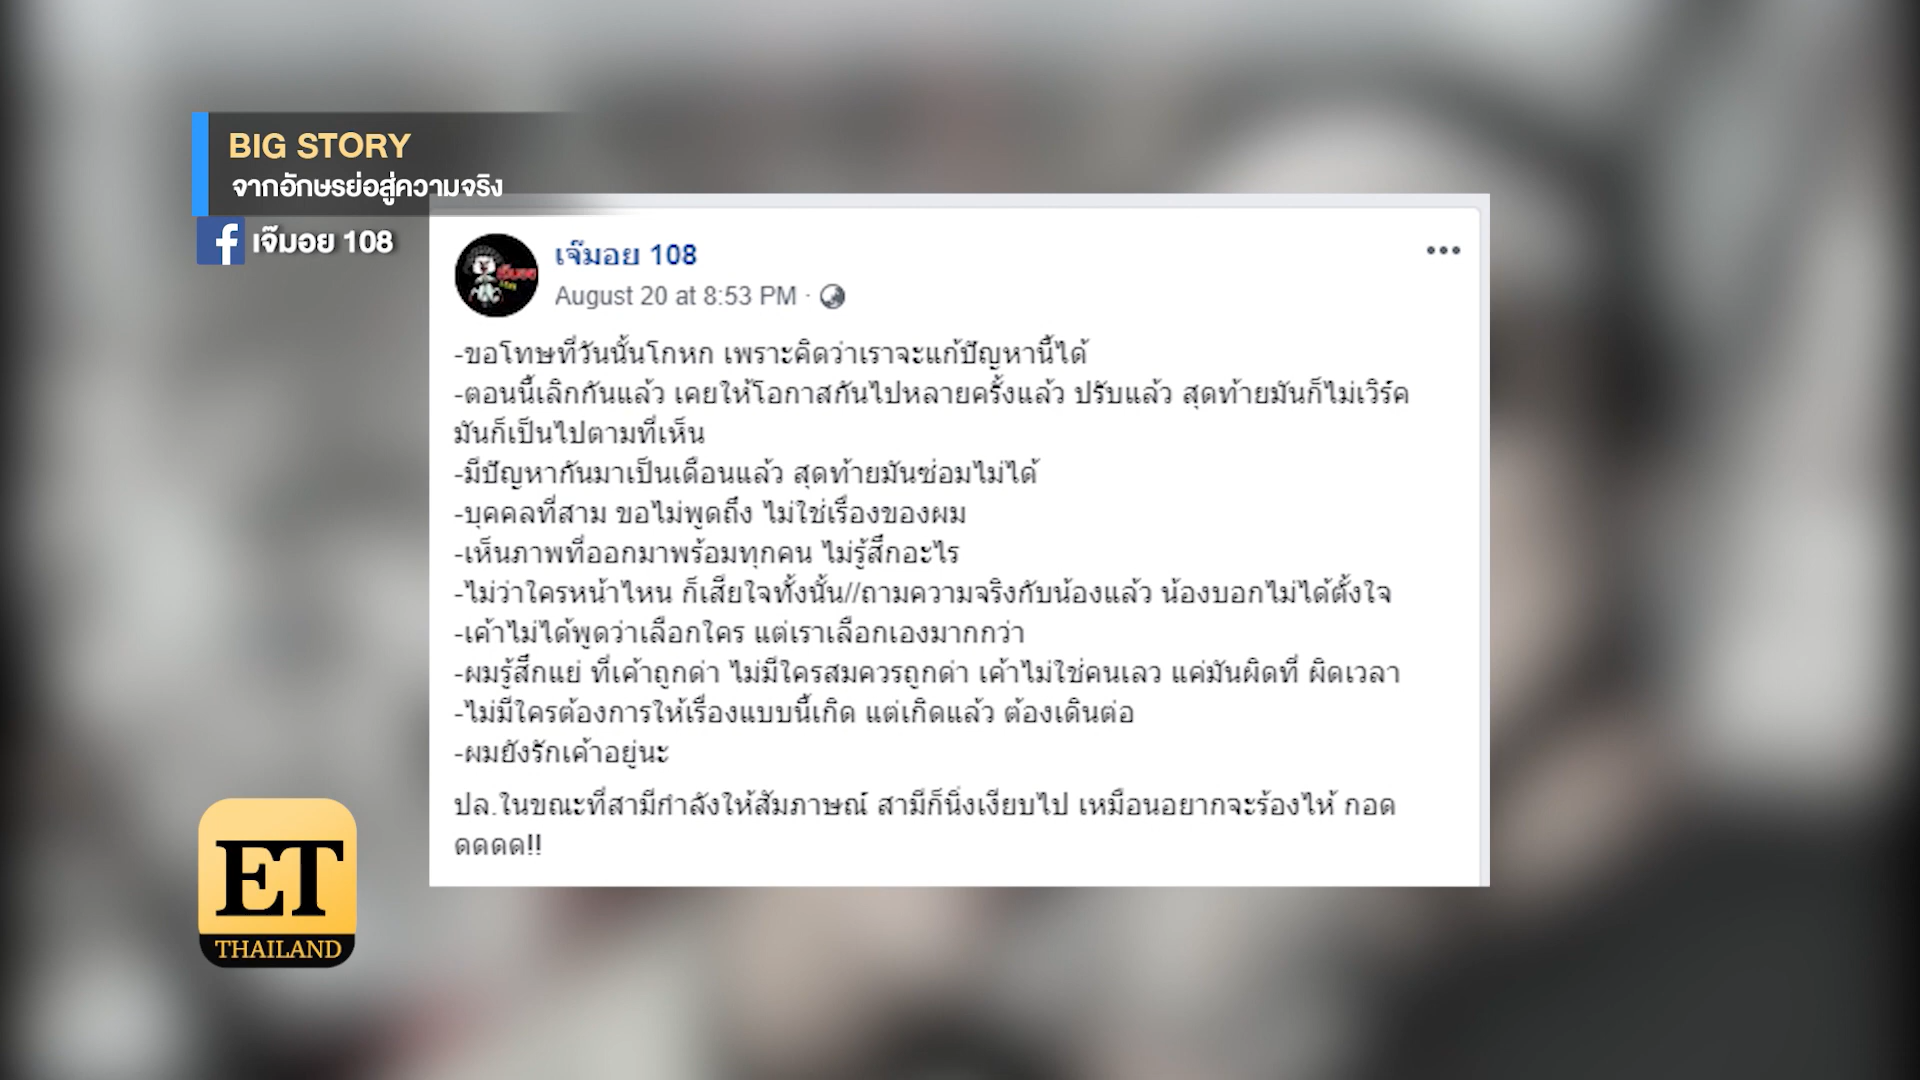 BIG STORY
จากอักษรย่อสู่ความจริง
เจ๊มอย 108
เจ๊มอย 108
August 20 at 8:53 PM ·
-ขอโทษที่วันนั้นโกหก เพราะคิดว่าเราจะแก้ปัญหานี้ได้
-ตอนนี้เลิกกันแล้ว เคยให้โอกาสกันไปหลายครั้งแล้ว ปรับแล้ว สุดท้ายมันก็ไม่เวิร์ค
มันก็เป็นไปตามที่เห็น
-มีปัญหากันมาเป็นเดือนแล้ว สุดท้ายมันซ่อมไม่ได้
-บุคคลที่สาม ขอไม่พูดถึง ไม่ใช่เรื่องของผม
-เห็นภาพที่ออกมาพร้อมทุกคน ไม่รู้สึกอะไร
-ไม่ว่าใครหน้าไหน ก็เสียใจทั้งนั้น//ถามความจริงกับน้องแล้ว น้องบอกไม่ได้ตั้งใจ
-เค้าไม่ได้พูดว่าเลือกใคร แต่เราเลือกเองมากกว่า
-ผมรู้สึกแย่ ที่เค้าถูกด่า ไม่มีใครสมควรถูกด่า เค้าไม่ใช่คนเลว แค่มันผิดที่ ผิดเวลา
-ไม่มีใครต้องการให้เรื่องแบบนี้เกิด แต่เกิดแล้ว ต้องเดินต่อ
-ผมยังรักเค้าอยู่นะ
ปล.ในขณะที่สามีกำลังให้สัมภาษณ์ สามีก็นิ่งเงียบไป เหมือนอยากจะร้องไห้ กอด
ดดดด!!
ET
THAILAND